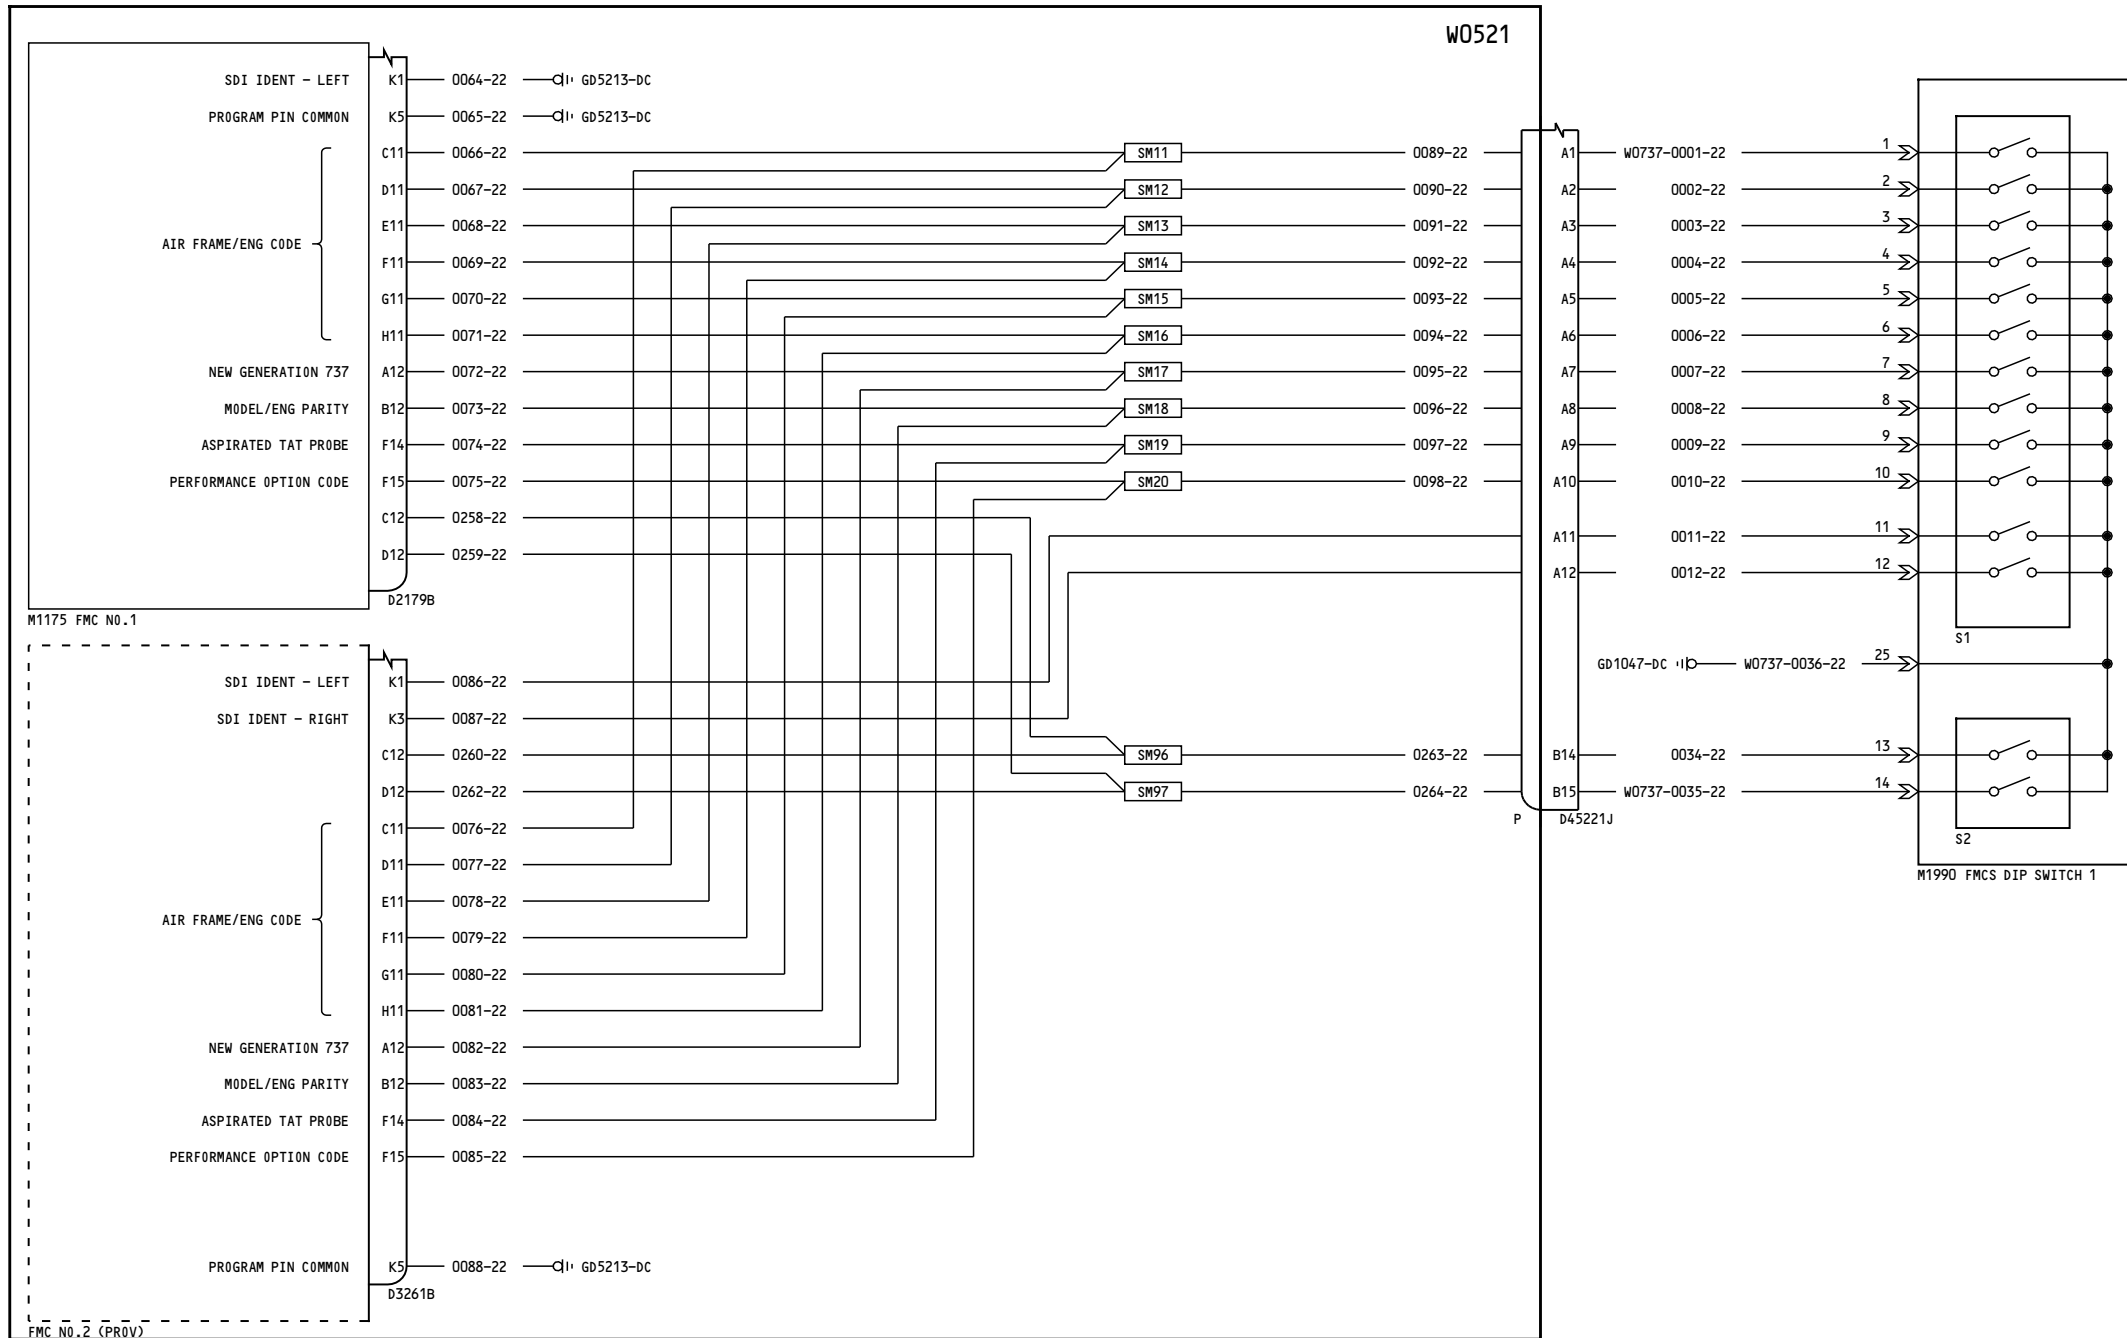 W0521
SDI IDENT – LEFT K1 0064–22 GD5213–DC
PROGRAM PIN COMMON K5 0065–22 GD5213–DC
C11 0066–22 SM11 0089–22 A1 W0737–0001–22 1
D11 0067–22 SM12 0090–22 A2 0002–22 2
E11 0068–22 SM13 0091–22 A3 0003–22 3
AIR FRAME/ENG CODE
F11 0069–22 SM14 0092–22 A4 0004–22 4
G11 0070–22 SM15 0093–22 A5 0005–22 5
H11 0071–22 SM16 0094–22 A6 0006–22 6
NEW GENERATION 737 A12 0072–22 SM17 0095–22 A7 0007–22 7
MODEL/ENG PARITY B12 0073–22 SM18 0096–22 A8 0008–22 8
ASPIRATED TAT PROBE F14 0074–22 SM19 0097–22 A9 0009–22 9
PERFORMANCE OPTION CODE F15 0075–22 SM20 0098–22 A10 0010–22 10
C12 0258–22
A11 0011–22 11
D12 0259–22
A12 0012–22 12
D2179B
M1175 FMC NO.1
S1
GD1047–DC W0737–0036–22 25
SDI IDENT – LEFT K1 0086–22
SDI IDENT – RIGHT K3 0087–22
C12 0260–22 SM96 0263–22 B14 0034–22 13
D12 0262–22 SM97 0264–22 B15 W0737–0035–22 14
P D45221J
S2
M1990 FMCS DIP SWITCH 1
C11 0076–22
D11 0077–22
E11 0078–22
AIR FRAME/ENG CODE
F11 0079–22
G11 0080–22
H11 0081–22
NEW GENERATION 737 A12 0082–22
MODEL/ENG PARITY B12 0083–22
ASPIRATED TAT PROBE F14 0084–22
PERFORMANCE OPTION CODE F15 0085–22
PROGRAM PIN COMMON K5 0088–22 GD5213–DC
D3261B
FMC NO.2 (PROV)